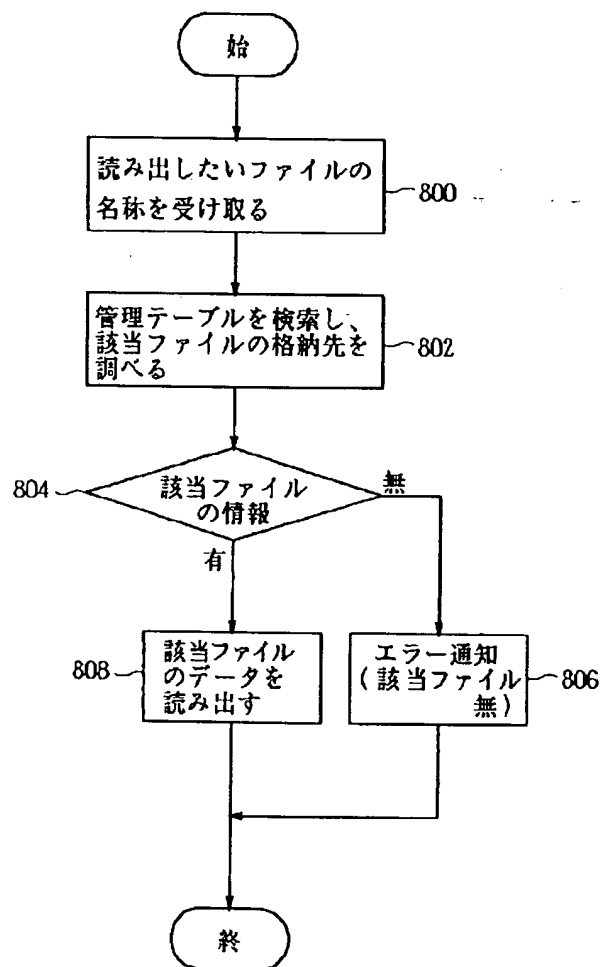 始
読み出したいファイルの
名称を受け取る
800
管理テーブルを検索し、
該当ファイルの格納先を
調べる
802
804
該当ファイル
の情報
無
有
808
該当ファイル
のデータを
読み出す
エラー通知
(該当ファイル
無)
806
終